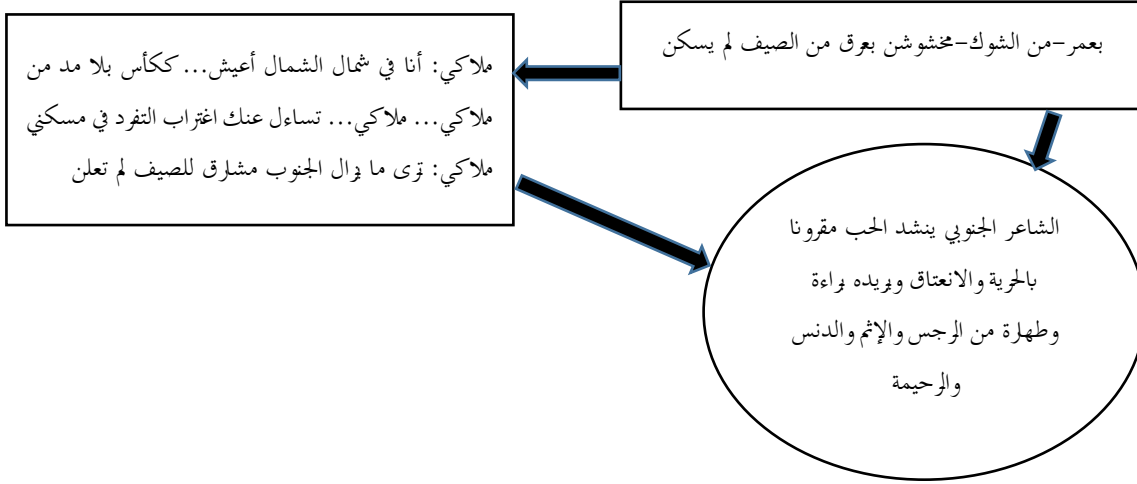 بعمر-من الشوك-مخشوشن بعرق من الصيف لم يسكن
ملاكي: أنا في شمال الشمال أعيش... ككأس بلا مد من
ملاكي... ملاكي... تساءل عنك اغتراب التفرد في مسكني
ملاكي: ترى ما يزال الجنوب مشارق للصيف لم تعلن
الشاعر الجنوبي ينشد الحب مقرونا
بالحرية والانعتاق ويريده براءة
وطهارة من الرجس والإثم والدنس
والرحيمة